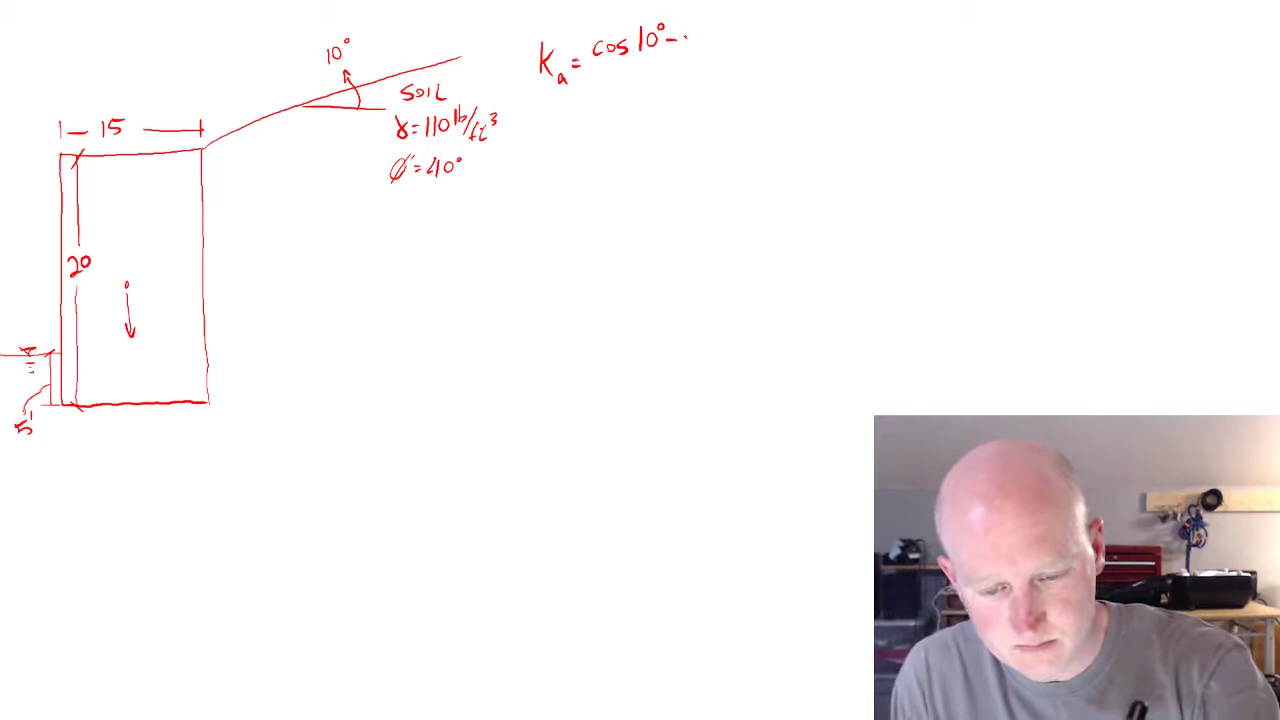 10°
Ka = cos 10° -
SOIL
15
γ = 110 lb/ft³
φ' = 40°
20
5'